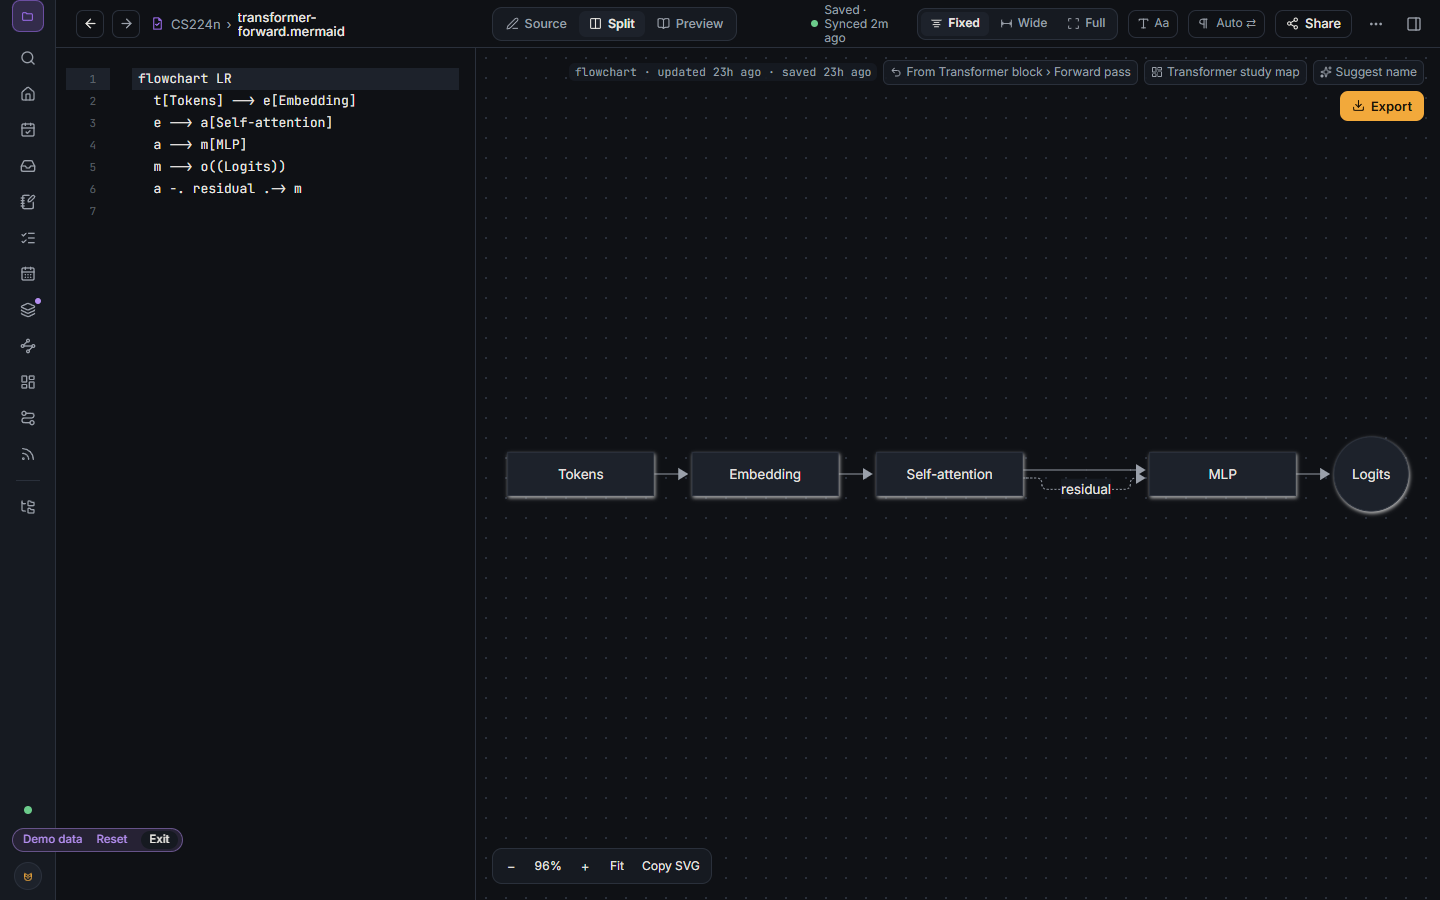 CS224n › transformer-forward.mermaid
Source
Split
Preview
Saved ·
Synced 2m
ago
Fixed
Wide
Full
Aa
Auto
Share
1 flowchart LR
2 t[Tokens] --> e[Embedding]
3 e --> a[Self-attention]
4 a --> m[MLP]
5 m --> o((Logits))
6 a -. residual .-> m
7
flowchart · updated 23h ago · saved 23h ago
From Transformer block › Forward pass
Transformer study map
Suggest name
Export
Tokens
Embedding
Self-attention
residual
MLP
Logits
Demo data
Reset
Exit
− 96% + Fit Copy SVG